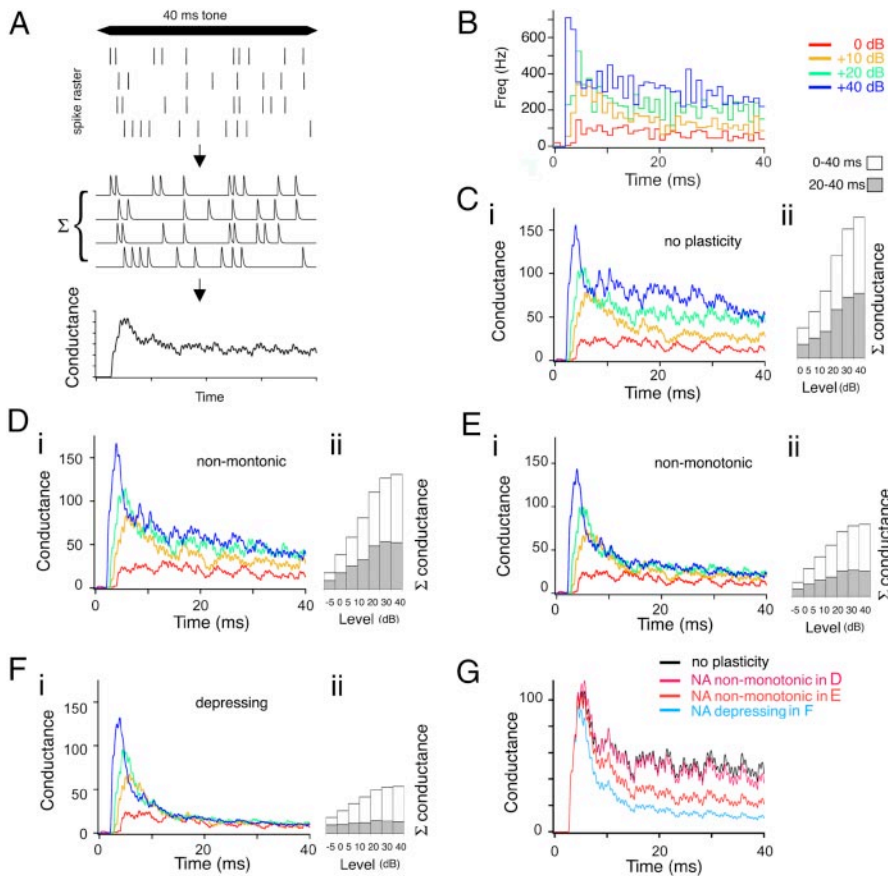 A
40 ms tone
spike raster
Σ
Conductance
Time
B
Freq (Hz)
600
400
200
0
0 20 40
Time (ms)
0 dB
+10 dB
+20 dB
+40 dB
0-40 ms
20-40 ms
C
i
no plasticity
Conductance
150
100
50
0
0 20 40
Time (ms)
ii
Σ conductance
0 5 10 20 30 40
Level (dB)
D
i
non-montonic
Conductance
150
100
50
0
0 20 40
Time (ms)
ii
Σ conductance
-5 0 5 10 20 30 40
Level (dB)
E
i
non-monotonic
Conductance
150
100
50
0
0 20 40
Time (ms)
ii
Σ conductance
-5 0 5 10 20 30 40
Level (dB)
F
i
depressing
Conductance
150
100
50
0
0 20 40
Time (ms)
ii
Σ conductance
-5 0 5 10 20 30 40
Level (dB)
G
no plasticity
NA non-monotonic in D
NA non-monotonic in E
NA depressing in F
Conductance
100
0
0 20 40
Time (ms)